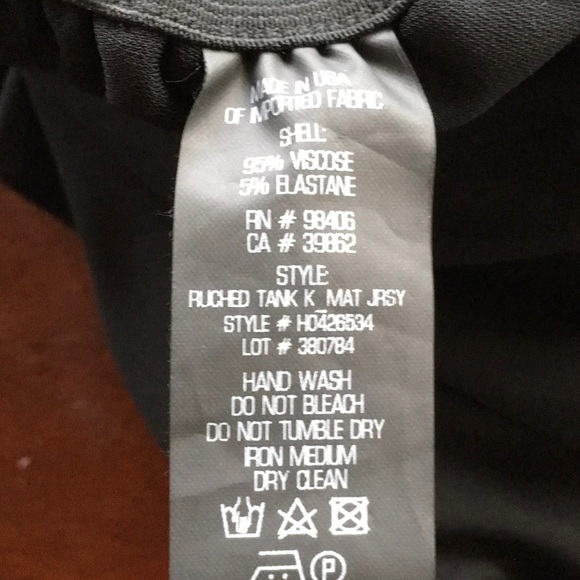 MADE IN USA
OF IMPORTED FABRIC
SHELL:
95% VISCOSE
5% ELASTANE
RN # 98406
CA # 39862
STYLE:
RUCHED TANK K_MAT JRSY
STYLE # H0426534
LOT # 380784
HAND WASH
DO NOT BLEACH
DO NOT TUMBLE DRY
IRON MEDIUM
DRY CLEAN
P